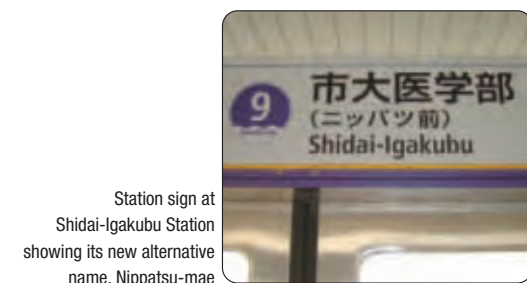 Station sign at
Shidai-Igakubu Station
showing its new alternative
name, Nippatsu-mae
9
市大医学部
(ニッパツ前)
Shidai-Igakubu